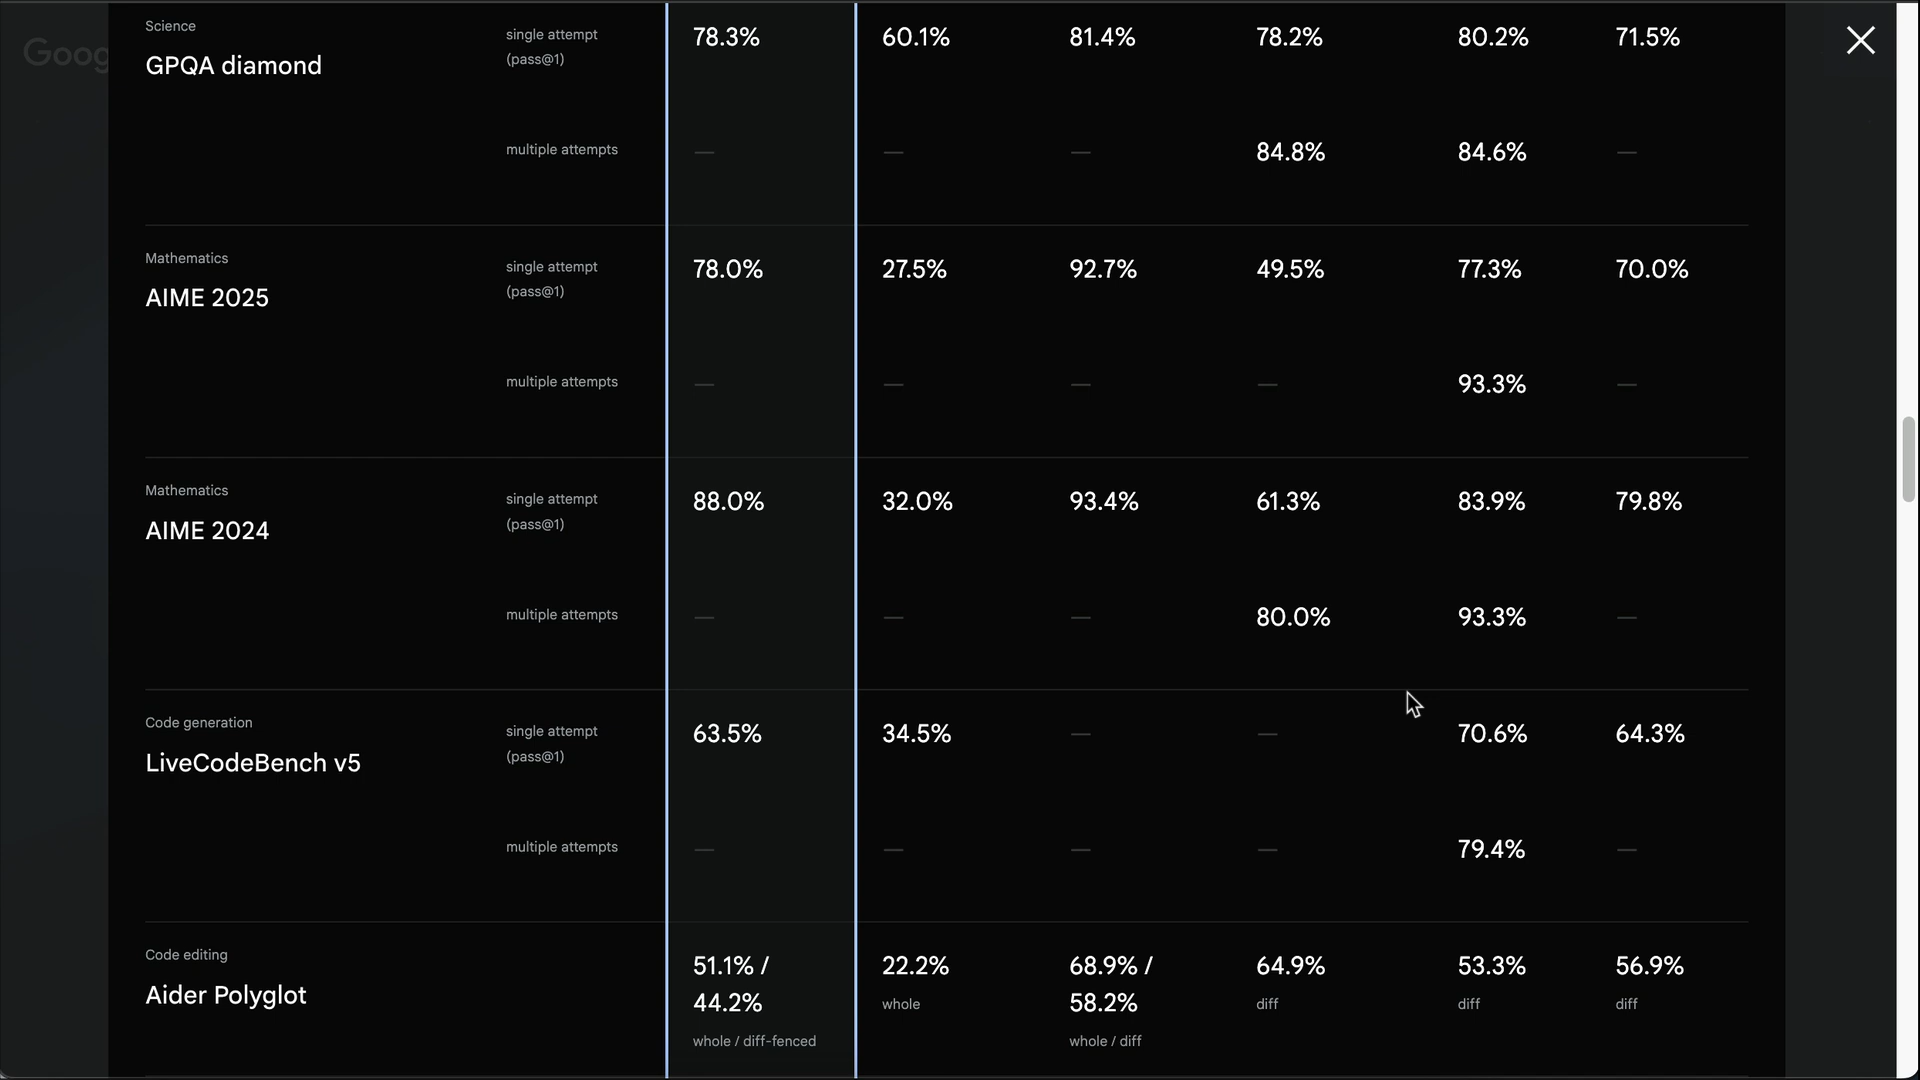 Goog
Science
GPQA diamond
single attempt
(pass@1)
78.3% 60.1% 81.4% 78.2% 80.2% 71.5%
multiple attempts — — — 84.8% 84.6% —
Mathematics
AIME 2025
single attempt
(pass@1)
78.0% 27.5% 92.7% 49.5% 77.3% 70.0%
multiple attempts — — — — 93.3% —
Mathematics
AIME 2024
single attempt
(pass@1)
88.0% 32.0% 93.4% 61.3% 83.9% 79.8%
multiple attempts — — — 80.0% 93.3% —
Code generation
LiveCodeBench v5
single attempt
(pass@1)
63.5% 34.5% — — 70.6% 64.3%
multiple attempts — — — — 79.4% —
Code editing
Aider Polyglot
51.1% / 22.2% 68.9% / 64.9% 53.3% 56.9%
44.2% whole 58.2% diff diff diff
whole / diff-fenced whole / diff